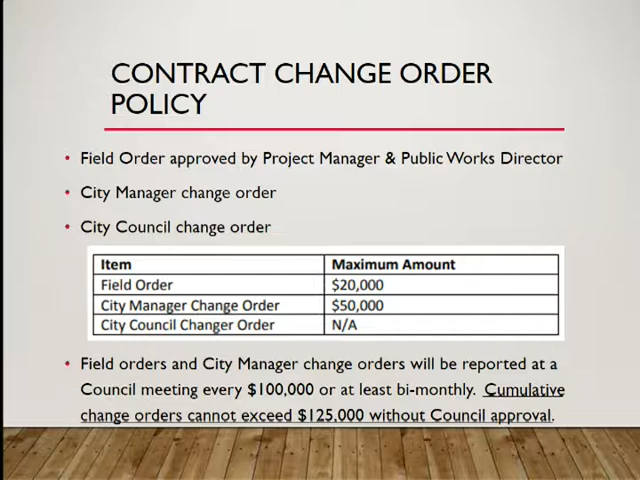 CONTRACT CHANGE ORDER
POLICY
• Field Order approved by Project Manager & Public Works Director
• City Manager change order
• City Council change order
Item Maximum Amount
Field Order $20,000
City Manager Change Order $50,000
City Council Changer Order N/A
• Field orders and City Manager change orders will be reported at a
Council meeting every $100,000 or at least bi-monthly. Cumulative
change orders cannot exceed $125,000 without Council approval.